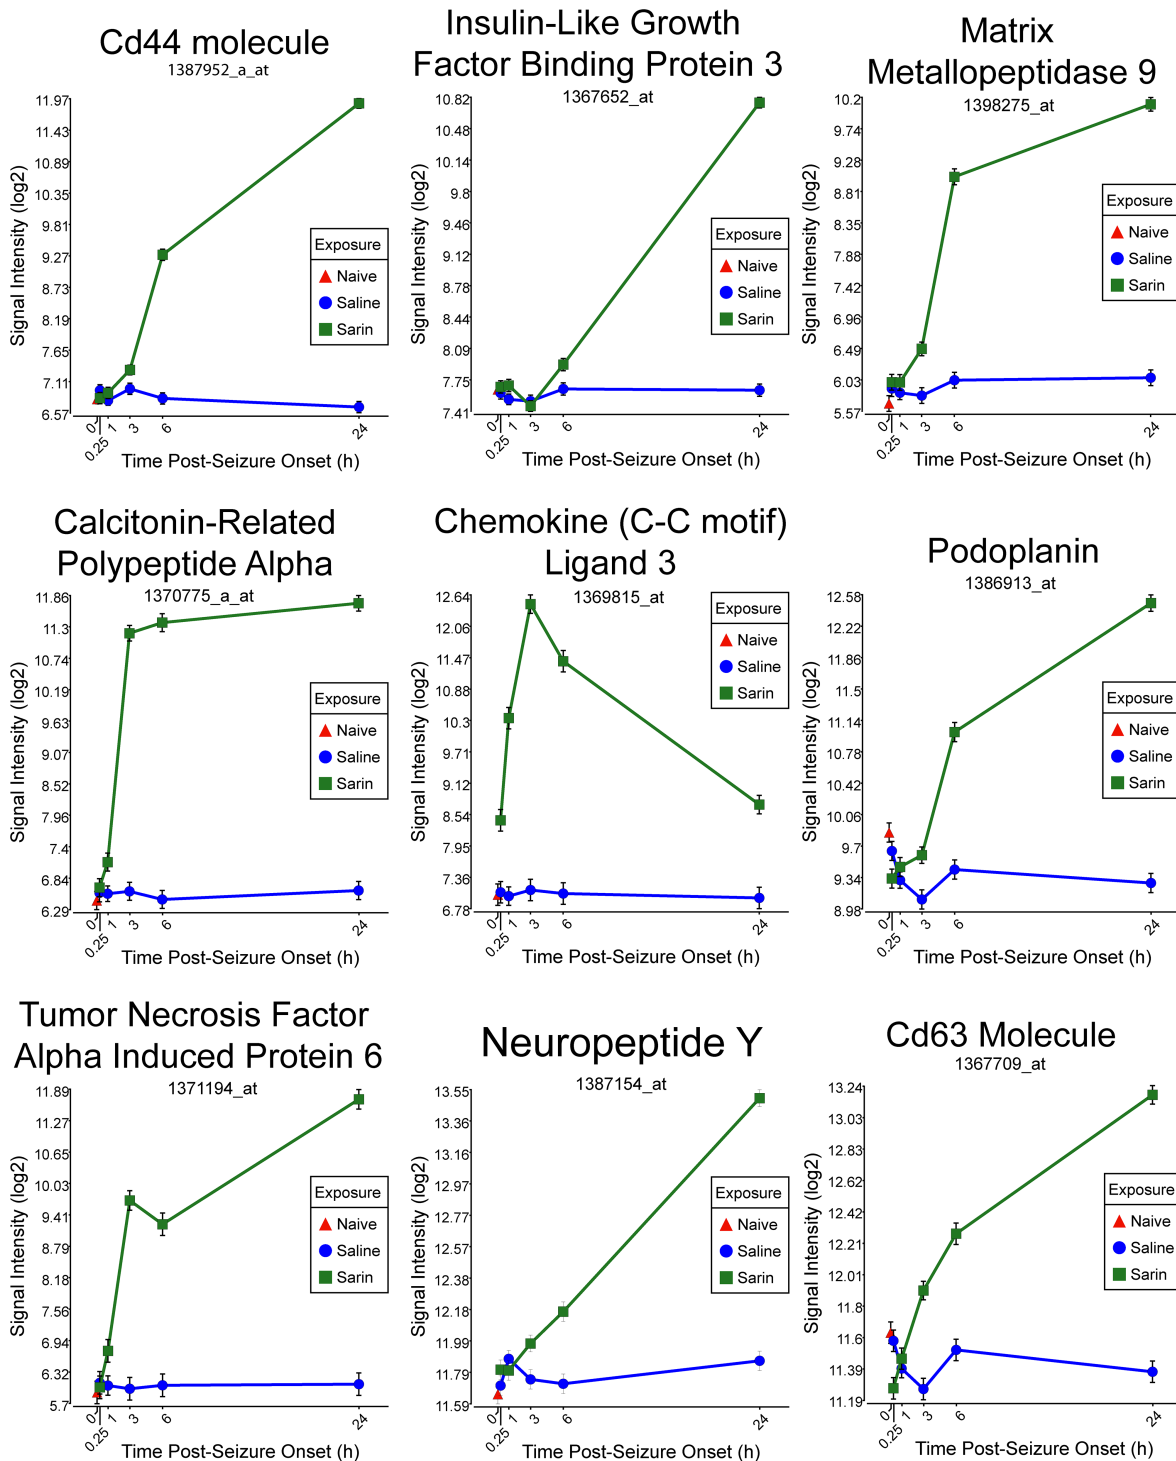 Cd44 molecule
1387952_a_at
11.97
11.43
10.89
10.35
9.81
9.27
8.73
8.19
7.65
7.11
6.57
Signal Intensity (log2)
Exposure
Naive
Saline
Sarin
0
0.25
1
3
6
24
Time Post-Seizure Onset (h)
Insulin-Like Growth
Factor Binding Protein 3
1367652_at
10.82
10.48
10.14
9.8
9.46
9.12
8.78
8.44
8.09
7.75
7.41
Signal Intensity (log2)
Exposure
Naive
Saline
Sarin
0
0.25
1
3
6
24
Time Post-Seizure Onset (h)
Matrix
Metallopeptidase 9
1398275_at
10.2
9.74
9.28
8.81
8.35
7.88
7.42
6.96
6.49
6.03
5.57
Signal Intensity (log2)
Exposure
Naive
Saline
Sarin
0
0.25
1
3
6
24
Time Post-Seizure Onset (h)
Calcitonin-Related
Polypeptide Alpha
1370775_a_at
11.86
11.3
10.74
10.19
9.63
9.07
8.52
7.96
7.4
6.84
6.29
Signal Intensity (log2)
Exposure
Naive
Saline
Sarin
0
0.25
1
3
6
24
Time Post-Seizure Onset (h)
Chemokine (C-C motif)
Ligand 3
1369815_at
12.64
12.06
11.47
10.88
10.3
9.71
9.12
8.54
7.95
7.36
6.78
Signal Intensity (log2)
Exposure
Naive
Saline
Sarin
0
0.25
1
3
6
24
Time Post-Seizure Onset (h)
Podoplanin
1386913_at
12.58
12.22
11.86
11.5
11.14
10.78
10.42
10.06
9.7
9.34
8.98
Signal Intensity (log2)
Exposure
Naive
Saline
Sarin
0
0.25
1
3
6
24
Time Post-Seizure Onset (h)
Tumor Necrosis Factor
Alpha Induced Protein 6
1371194_at
11.89
11.27
10.65
10.03
9.41
8.79
8.18
7.56
6.94
6.32
5.7
Signal Intensity (log2)
Exposure
Naive
Saline
Sarin
0
0.25
1
3
6
24
Time Post-Seizure Onset (h)
Neuropeptide Y
1387154_at
13.55
13.36
13.16
12.97
12.77
12.57
12.38
12.18
11.99
11.79
11.59
Signal Intensity (log2)
Exposure
Naive
Saline
Sarin
0
0.25
1
3
6
24
Time Post-Seizure Onset (h)
Cd63 Molecule
1367709_at
13.24
13.03
12.83
12.62
12.42
12.21
12.01
11.8
11.6
11.39
11.19
Signal Intensity (log2)
Exposure
Naive
Saline
Sarin
0
0.25
1
3
6
24
Time Post-Seizure Onset (h)